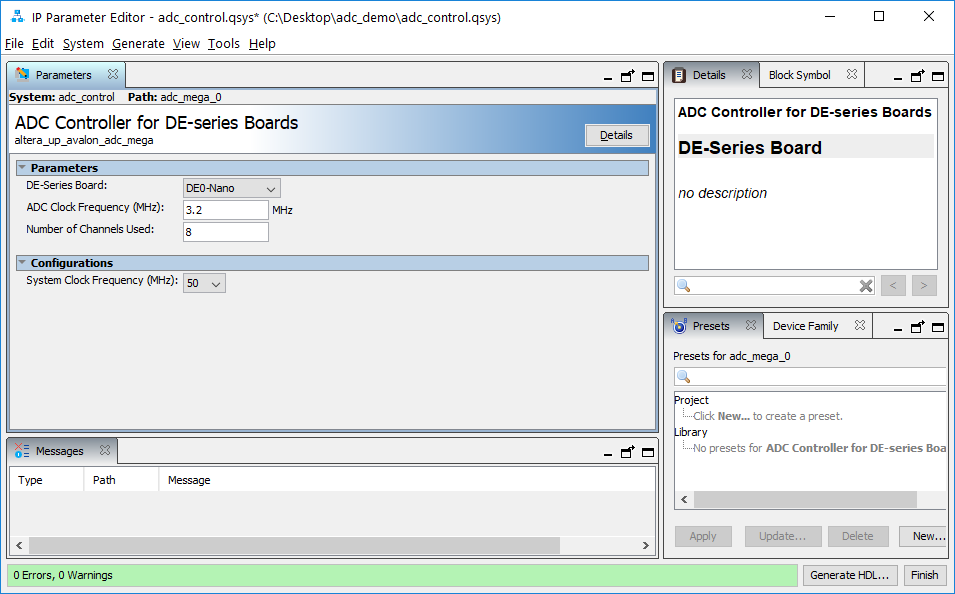 IP Parameter Editor - adc_control.qsys* (C:\Desktop\adc_demo\adc_control.qsys)
File Edit System Generate View Tools Help
Parameters
System: adc_control Path: adc_mega_0
ADC Controller for DE-series Boards
altera_up_avalon_adc_mega
Details
Parameters
DE-Series Board: DE0-Nano
ADC Clock Frequency (MHz): 3.2 MHz
Number of Channels Used: 8
Configurations
System Clock Frequency (MHz): 50
Messages
Type Path Message
Details Block Symbol
ADC Controller for DE-series Boards
DE-Series Board
no description
< >
Presets Device Family
Presets for adc_mega_0
Project
Click New... to create a preset.
Library
No presets for ADC Controller for DE-series Boa
Apply Update... Delete New...
0 Errors, 0 Warnings Generate HDL... Finish